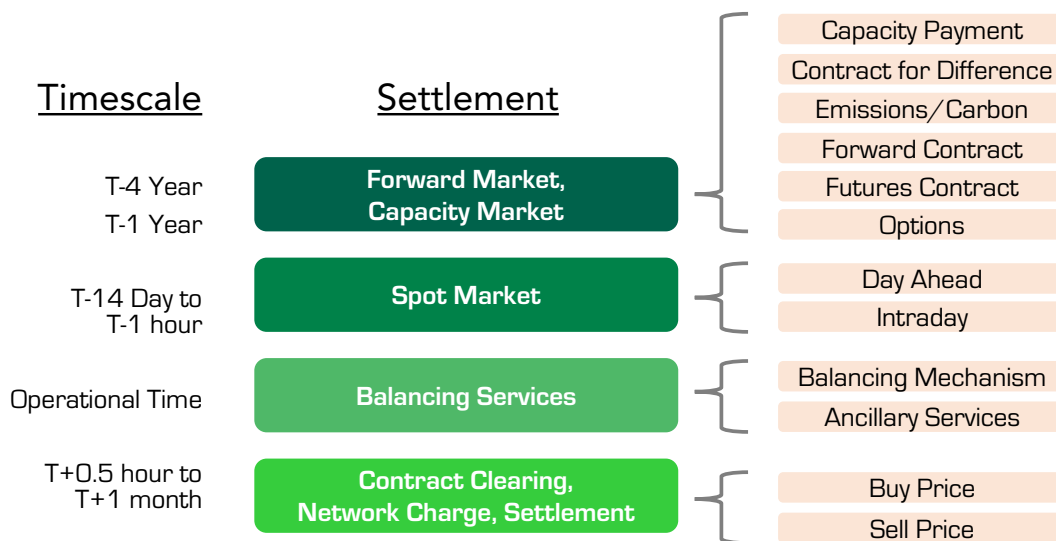 Timescale
Settlement
T-4 Year
T-1 Year
Forward Market,
Capacity Market
Capacity Payment
Contract for Difference
Emissions/Carbon
Forward Contract
Futures Contract
Options
T-14 Day to
T-1 hour
Spot Market
Day Ahead
Intraday
Operational Time
Balancing Services
Balancing Mechanism
Ancillary Services
T+0.5 hour to
T+1 month
Contract Clearing,
Network Charge, Settlement
Buy Price
Sell Price